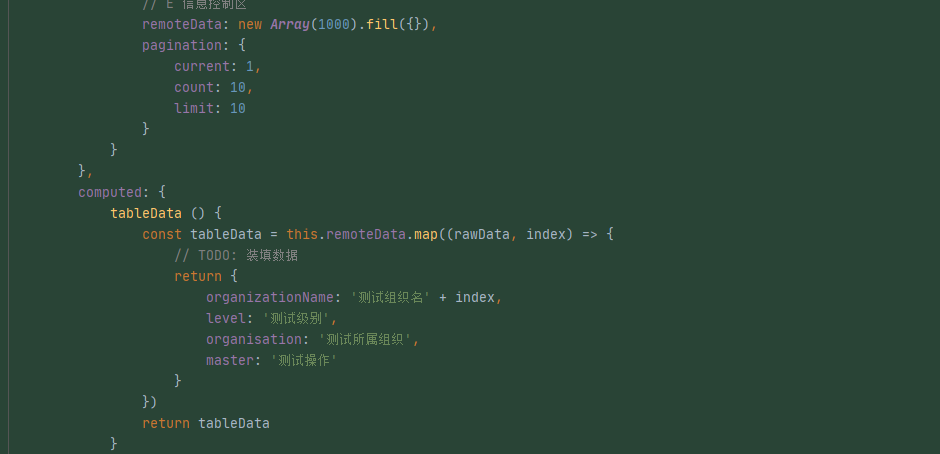 // E 信息控制区
remoteData: new Array(1000).fill({}),
pagination: {
current: 1,
count: 10,
limit: 10
}
}
},
computed: {
tableData () {
const tableData = this.remoteData.map((rawData, index) => {
// TODO: 装填数据
return {
organizationName: '测试组织名' + index,
level: '测试级别',
organisation: '测试所属组织',
master: '测试操作'
}
})
return tableData
}